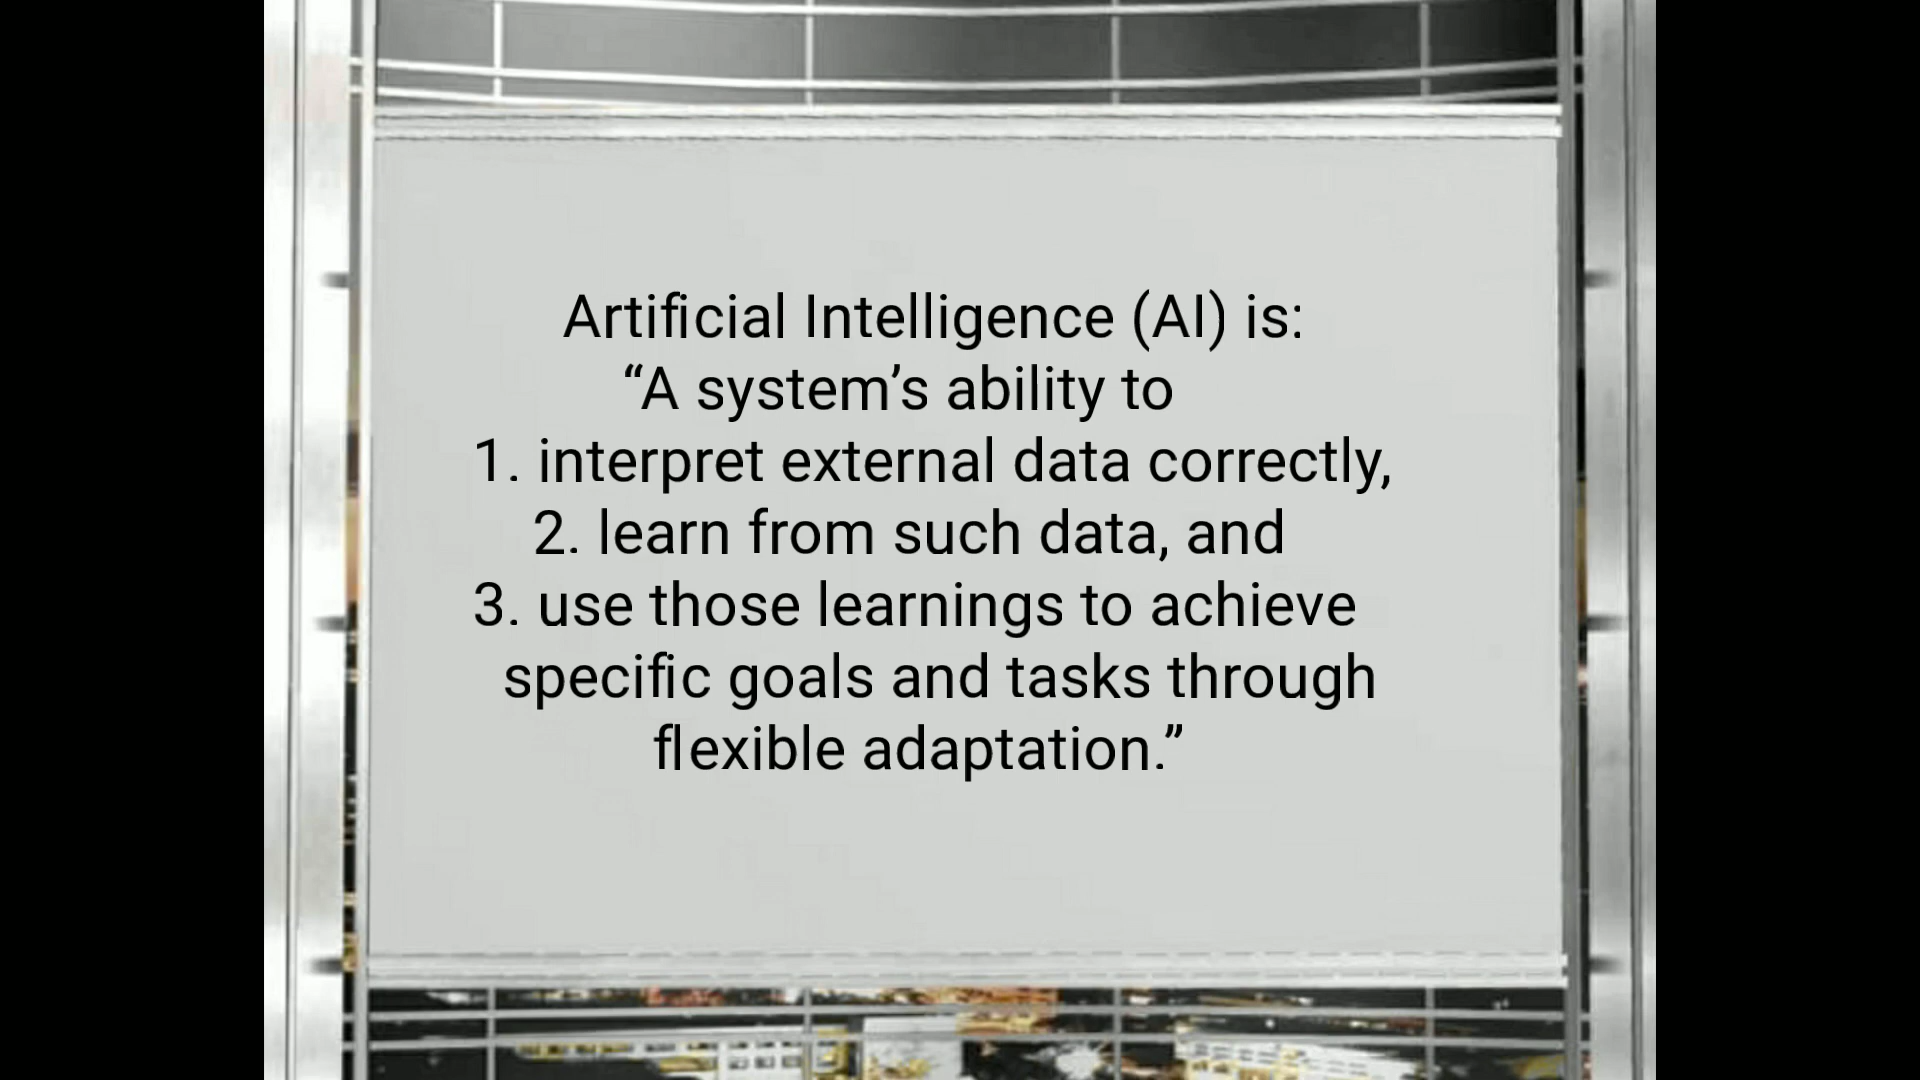 Artificial Intelligence (AI) is:
“A system’s ability to
1. interpret external data correctly,
2. learn from such data, and
3. use those learnings to achieve
specific goals and tasks through
flexible adaptation.”